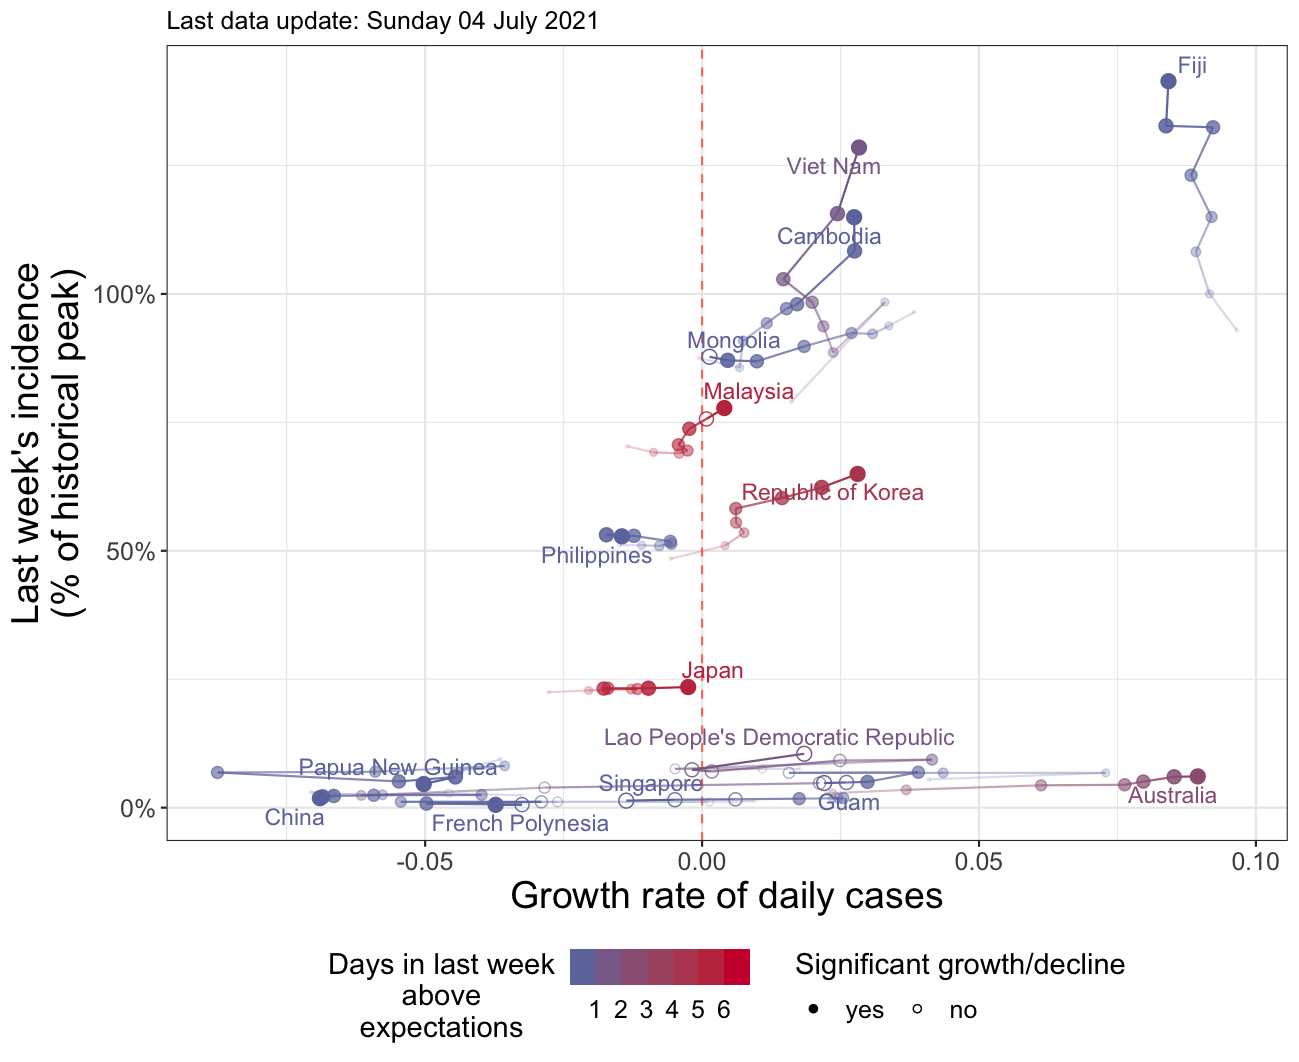 Last data update: Sunday 04 July 2021
Last week's incidence
(% of historical peak)
100%
50%
0%
Fiji
Viet Nam
Cambodia
Mongolia
Malaysia
Republic of Korea
Philippines
Japan
Lao People's Democratic Republic
Papua New Guinea
Singapore
Guam
Australia
China
French Polynesia
-0.05 0.00 0.05 0.10
Growth rate of daily cases
Days in last week
above
expectations
1 2 3 4 5 6
Significant growth/decline
yes no